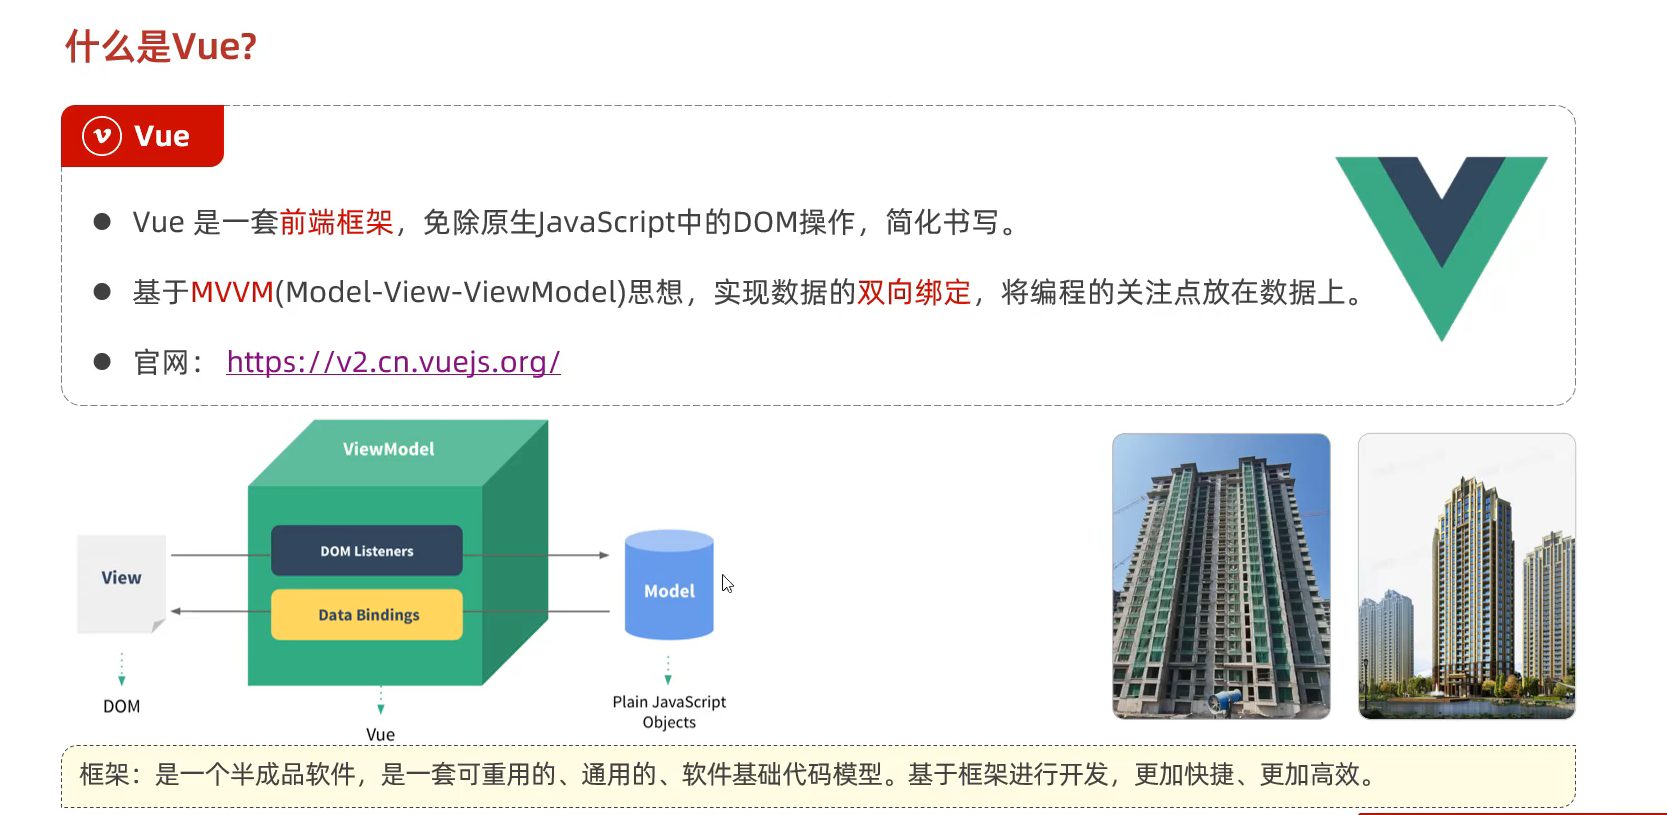 什么是Vue?
Vue
Vue 是一套前端框架，免除原生JavaScript中的DOM操作，简化书写。
基于MVVM(Model-View-ViewModel)思想，实现数据的双向绑定，将编程的关注点放在数据上。
官网： https://v2.cn.vuejs.org/
ViewModel
DOM Listeners
View
Model
Data Bindings
DOM
Plain JavaScript
Objects
Vue
框架：是一个半成品软件，是一套可重用的、通用的、软件基础代码模型。基于框架进行开发，更加快捷、更加高效。